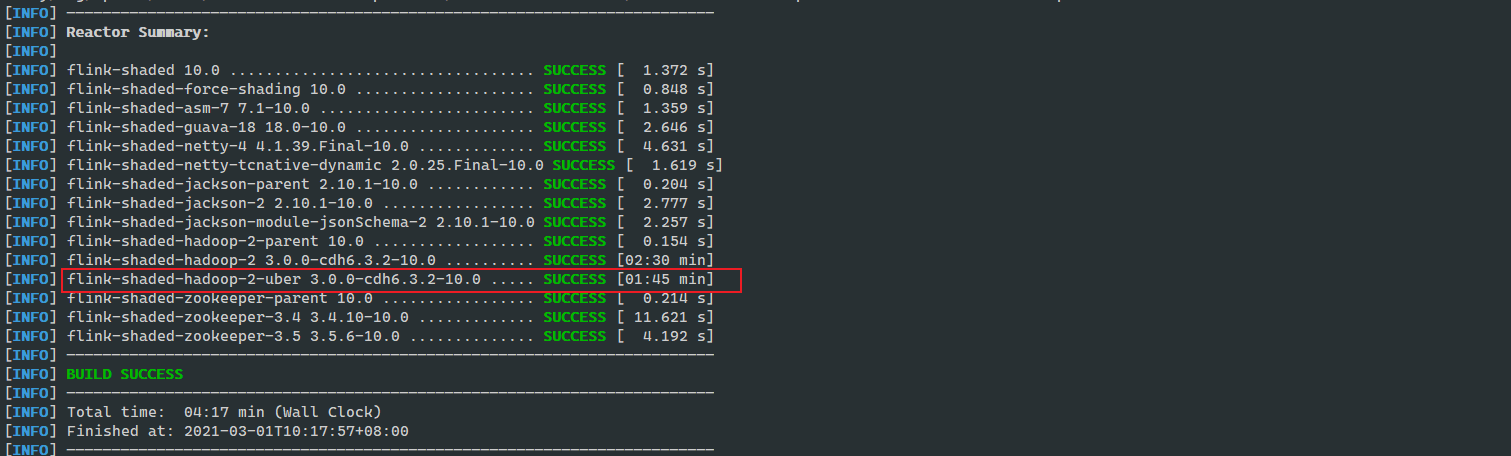 [INFO] ------------------------------------------------------------------------
[INFO] Reactor Summary:
[INFO]
[INFO] flink-shaded 10.0 .................................. SUCCESS [  1.372 s]
[INFO] flink-shaded-force-shading 10.0 .................... SUCCESS [  0.848 s]
[INFO] flink-shaded-asm-7 7.1-10.0 ........................ SUCCESS [  1.359 s]
[INFO] flink-shaded-guava-18 18.0-10.0 .................... SUCCESS [  2.646 s]
[INFO] flink-shaded-netty-4 4.1.39.Final-10.0 ............. SUCCESS [  4.631 s]
[INFO] flink-shaded-netty-tcnative-dynamic 2.0.25.Final-10.0 SUCCESS [  1.619 s]
[INFO] flink-shaded-jackson-parent 2.10.1-10.0 ............ SUCCESS [  0.204 s]
[INFO] flink-shaded-jackson-2 2.10.1-10.0 ................. SUCCESS [  2.777 s]
[INFO] flink-shaded-jackson-module-jsonSchema-2 2.10.1-10.0 SUCCESS [  2.257 s]
[INFO] flink-shaded-hadoop-2-parent 10.0 .................. SUCCESS [  0.154 s]
[INFO] flink-shaded-hadoop-2 3.0.0-cdh6.3.2-10.0 .......... SUCCESS [02:30 min]
[INFO] flink-shaded-hadoop-2-uber 3.0.0-cdh6.3.2-10.0 ..... SUCCESS [01:45 min]
[INFO] flink-shaded-zookeeper-parent 10.0 ................. SUCCESS [  0.214 s]
[INFO] flink-shaded-zookeeper-3.4 3.4.10-10.0 ............. SUCCESS [ 11.621 s]
[INFO] flink-shaded-zookeeper-3.5 3.5.6-10.0 .............. SUCCESS [  4.192 s]
[INFO] ------------------------------------------------------------------------
[INFO] BUILD SUCCESS
[INFO] ------------------------------------------------------------------------
[INFO] Total time:  04:17 min (Wall Clock)
[INFO] Finished at: 2021-03-01T10:17:57+08:00
[INFO] ------------------------------------------------------------------------